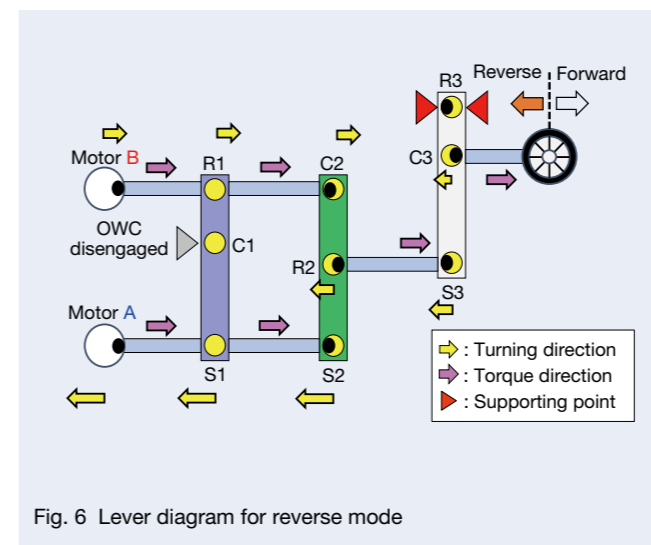 R3
Reverse
Forward
Motor B
R1
C2
C3
OWC
disengaged
C1
R2
Motor A
S3
S1
S2
: Turning direction
: Torque direction
: Supporting point
Fig. 6 Lever diagram for reverse mode